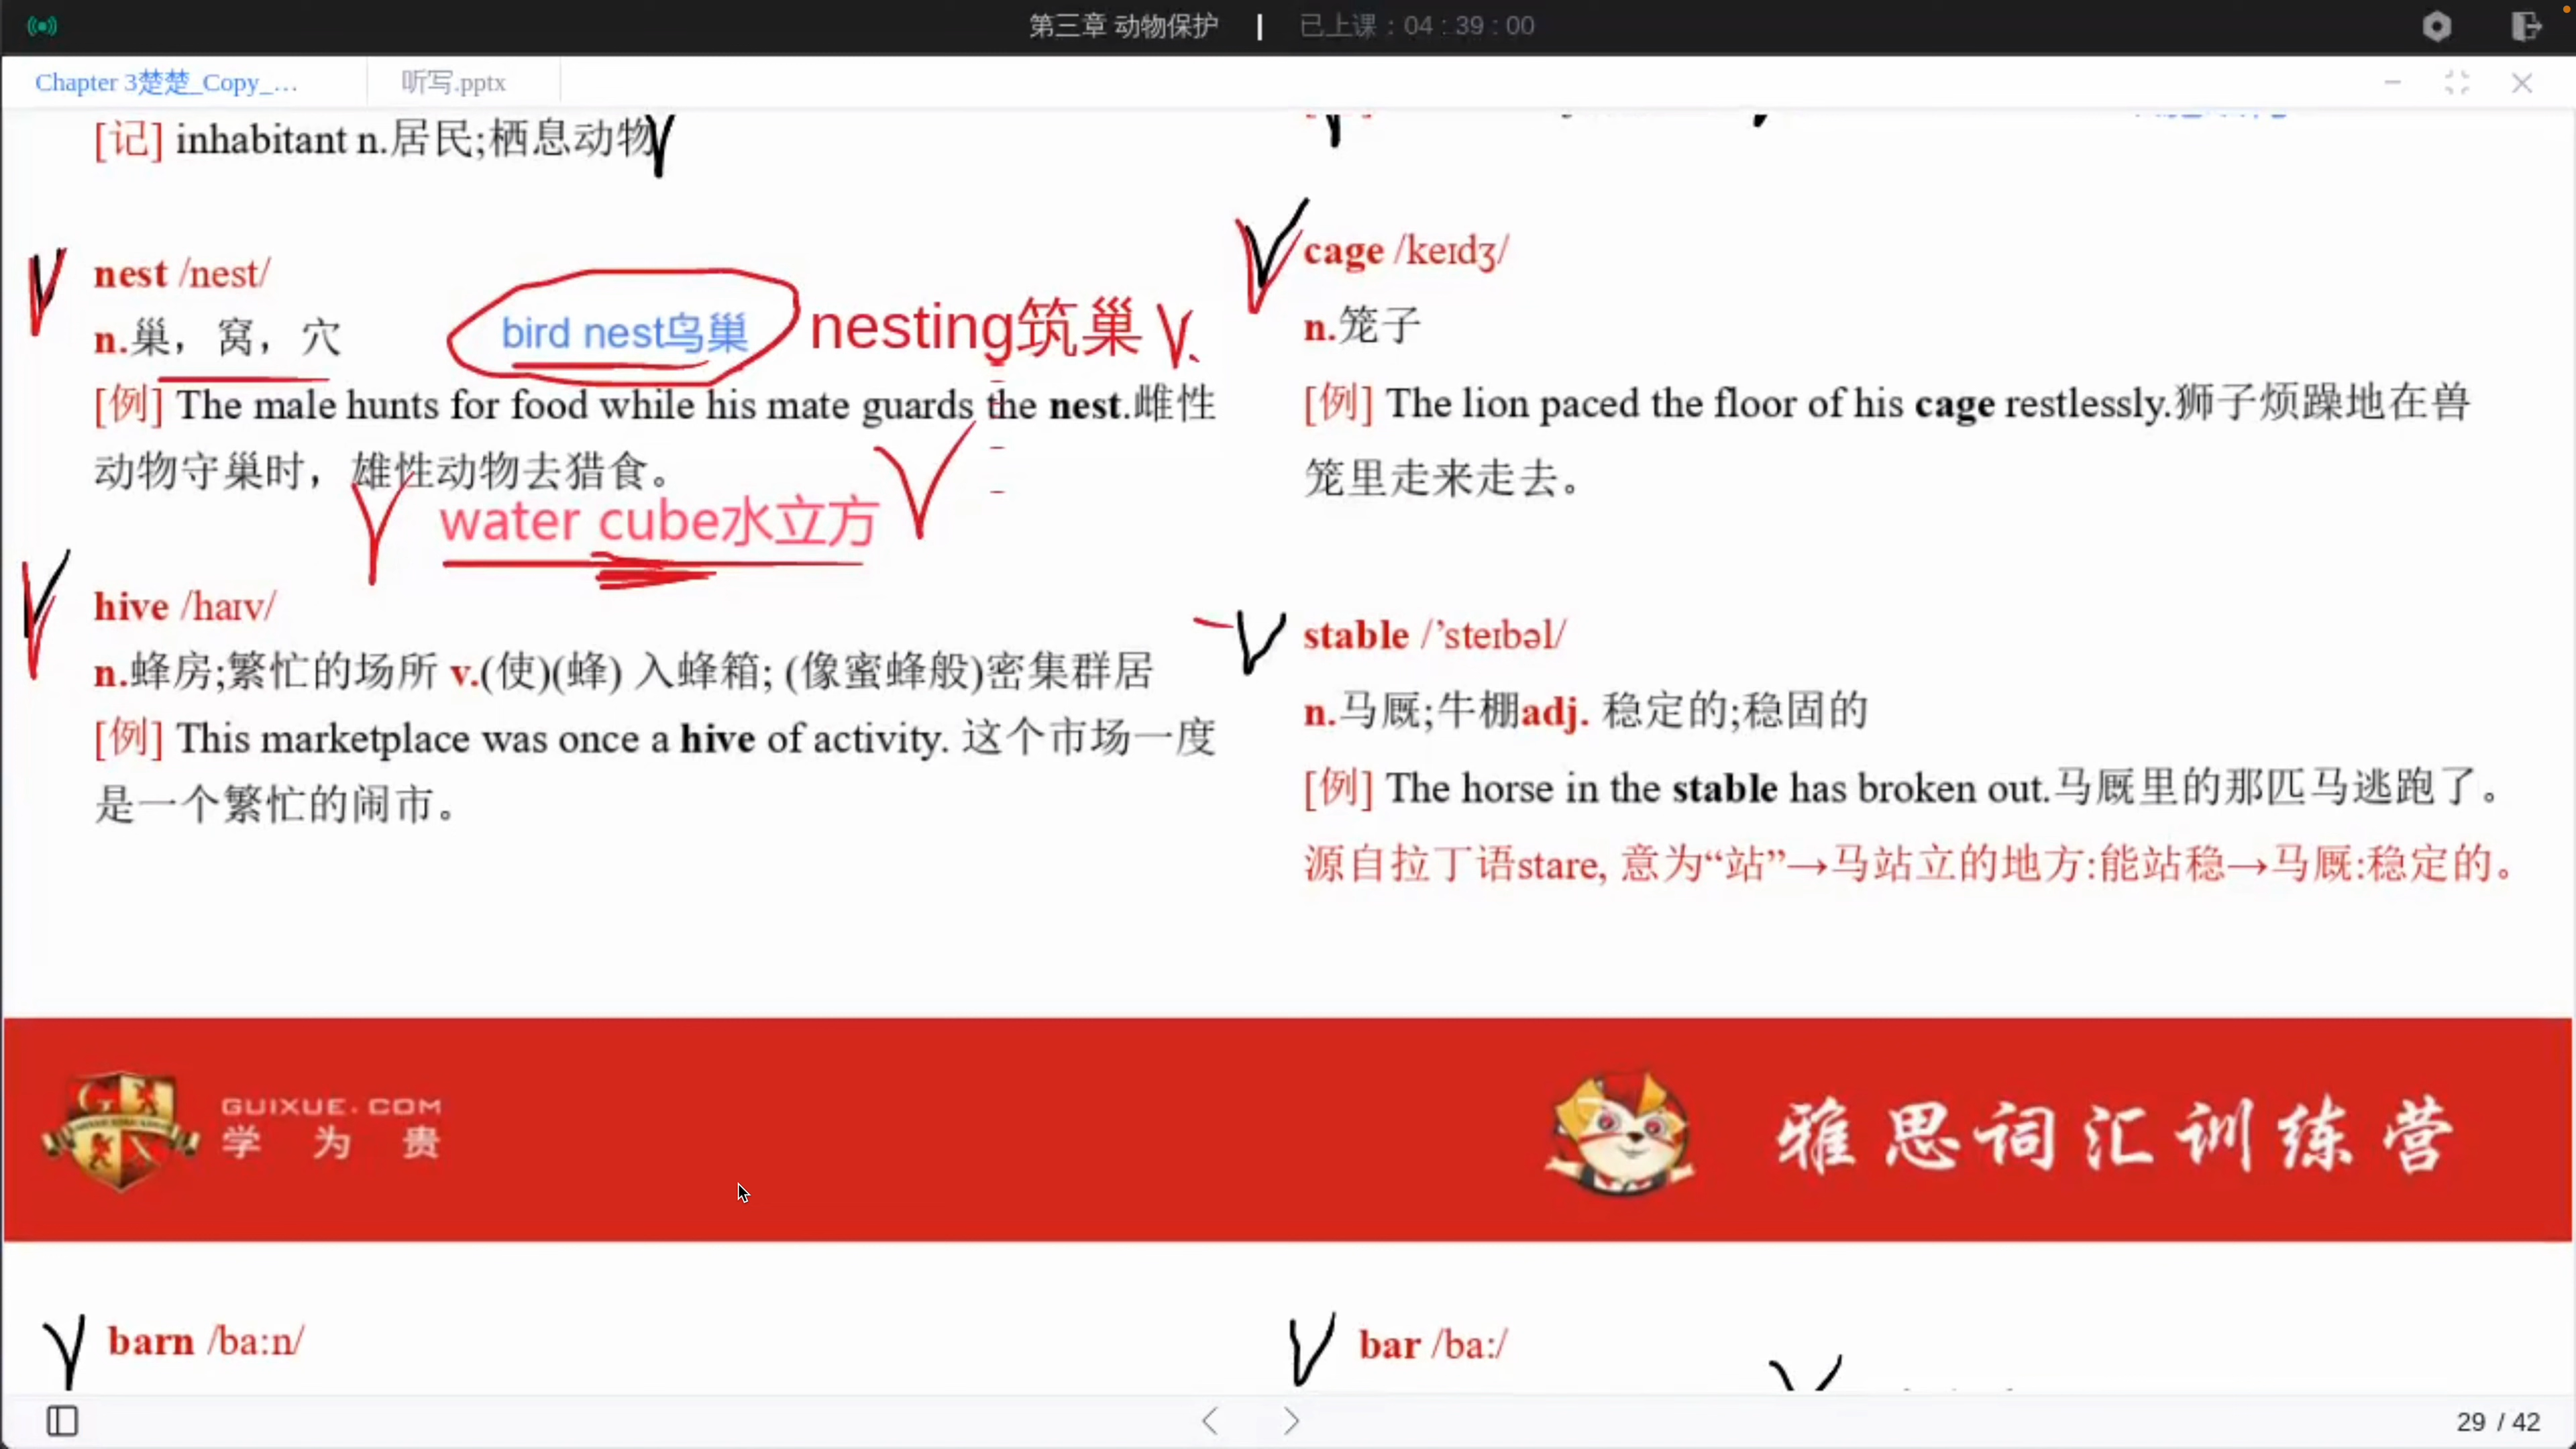 第三章 动物保护 | 已上课：04:39:00
Chapter 3楚楚_Copy_... 听写.pptx
[记] inhabitant n.居民;栖息动物
nest /nest/
n.巢，窝，穴
bird nest鸟巢
nesting筑巢
[例] The male hunts for food while his mate guards the nest.雌性
动物守巢时，雄性动物去猎食。
water cube水立方
hive /haɪv/
n.蜂房;繁忙的场所 v.(使)(蜂) 入蜂箱; (像蜜蜂般)密集群居
[例] This marketplace was once a hive of activity. 这个市场一度
是一个繁忙的闹市。
cage /keɪdʒ/
n.笼子
[例] The lion paced the floor of his cage restlessly.狮子烦躁地在兽
笼里走来走去。
stable /’steɪbəl/
n.马厩;牛棚adj. 稳定的;稳固的
[例] The horse in the stable has broken out.马厩里的那匹马逃跑了。
源自拉丁语stare, 意为“站”→马站立的地方:能站稳→马厩:稳定的。
GUIXUE.COM
学为贵
雅思词汇训练营
barn /ba:n/
bar /ba:/
29 / 42